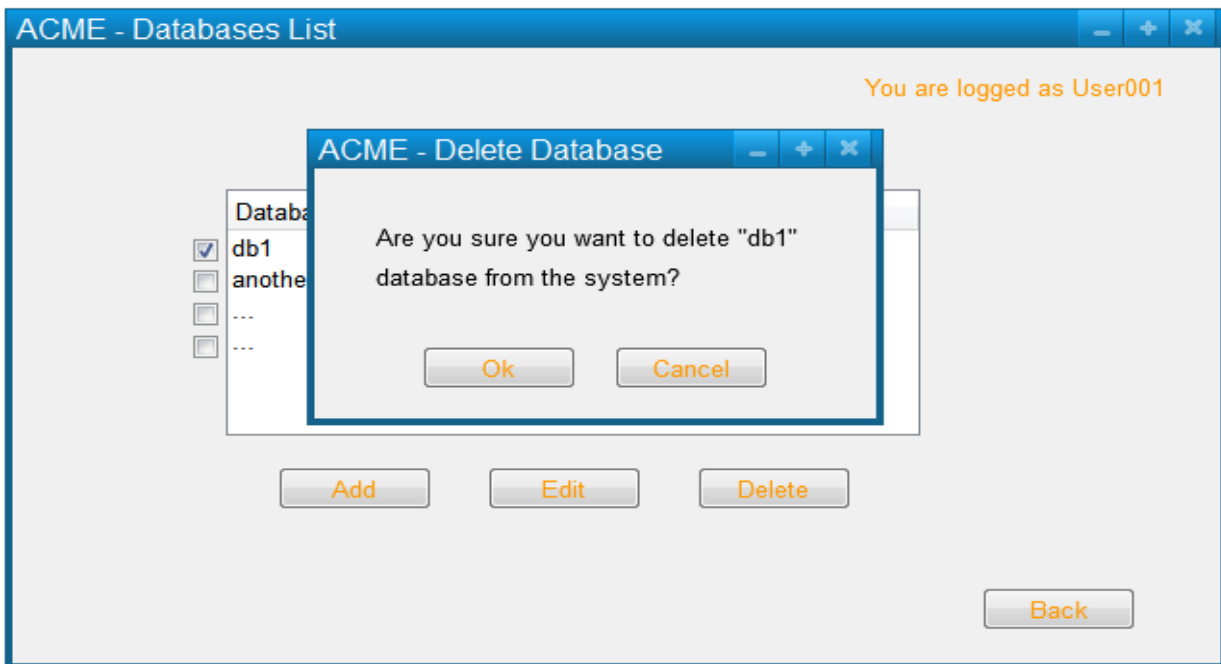 ACME - Databases List
You are logged as User001
ACME - Delete Database
Databa
db1
anothe
---
---
Are you sure you want to delete "db1"
database from the system?
Ok Cancel
Add Edit Delete
Back